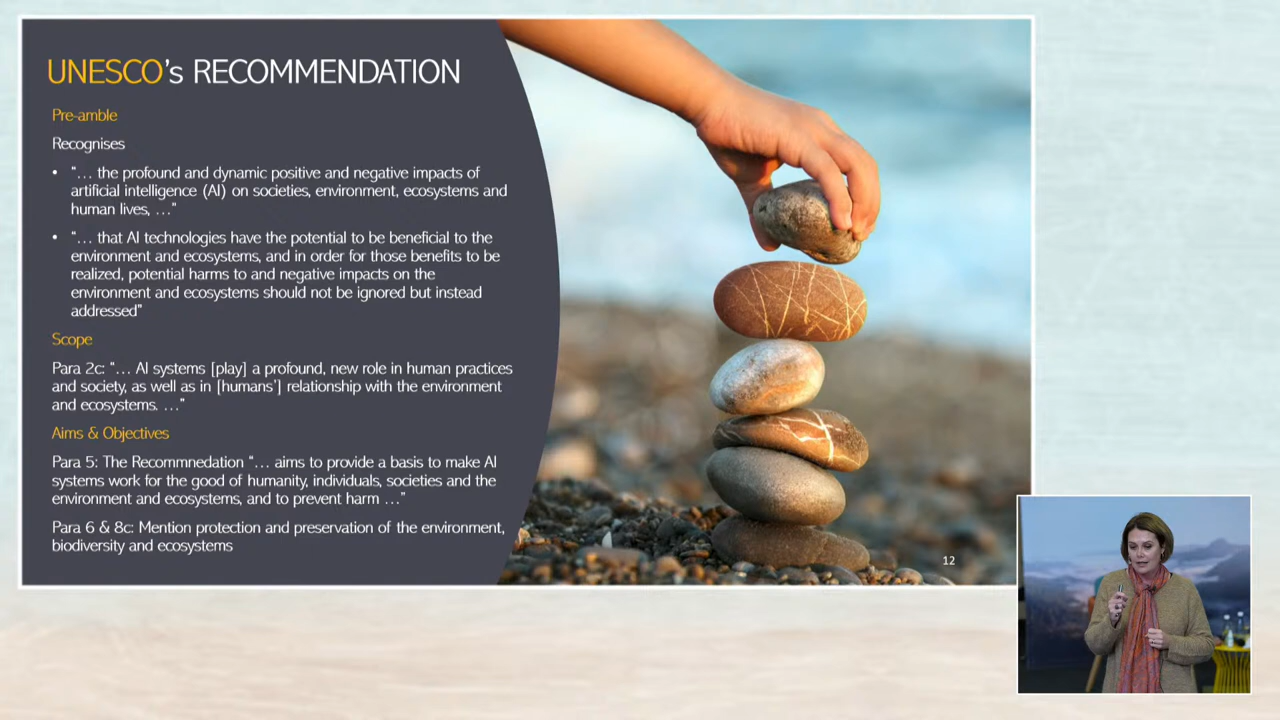 UNESCO's RECOMMENDATION
Pre-amble
Recognises
• "… the profound and dynamic positive and negative impacts of
artificial intelligence (AI) on societies, environment, ecosystems and
human lives, …"
• "… that AI technologies have the potential to be beneficial to the
environment and ecosystems, and in order for those benefits to be
realized, potential harms to and negative impacts on the
environment and ecosystems should not be ignored but instead
addressed"
Scope
Para 2c: "… AI systems [play] a profound, new role in human practices
and society, as well as in [humans'] relationship with the environment
and ecosystems. …"
Aims & Objectives
Para 5: The Recommnedation "… aims to provide a basis to make AI
systems work for the good of humanity, individuals, societies and the
environment and ecosystems, and to prevent harm …"
Para 6 & 8c: Mention protection and preservation of the environment,
biodiversity and ecosystems
12